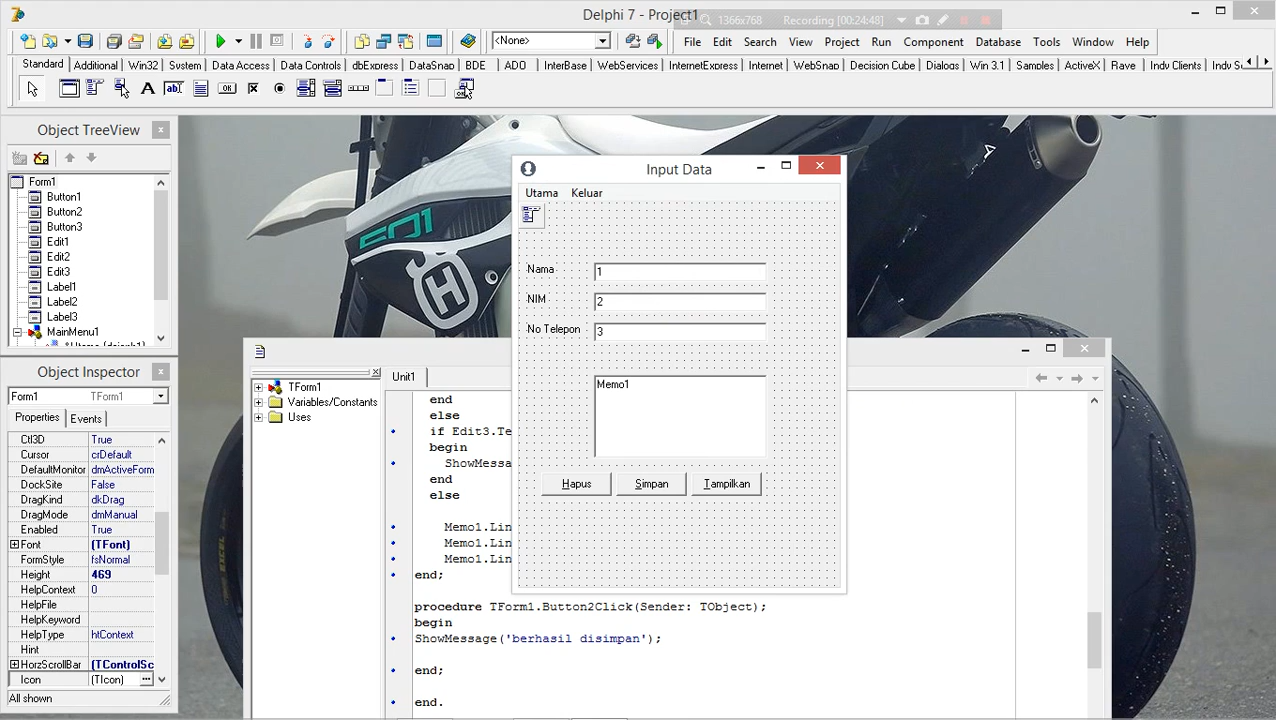 Delphi 7 - Project1
1366x768
Recording [00:24:48]
<None>
File Edit Search View Project Run Component Database Tools Window Help
Standard Additional Win32 System Data Access Data Controls dbExpress DataSnap BDE ADO InterBase WebServices InternetExpress Internet WebSnap Decision Cube Dialogs Win 3.1 Samples ActiveX Rave Indy Clients Indy S
Object TreeView
Form1
Button1
Button2
Button3
Edit1
Edit2
Edit3
Label1
Label2
Label3
MainMenu1
Object Inspector
Form1 TForm1
Properties Events
Ctl3D True
Cursor crDefault
DefaultMonitor dmActiveForm
DockSite False
DragKind dkDrag
DragMode dmManual
Enabled True
Font (TFont)
FormStyle fsNormal
Height 469
HelpContext 0
HelpFile
HelpKeyword
HelpType htContext
Hint
HorzScrollBar (TControlSc
Icon (TIcon)
All shown
Input Data
Utama Keluar
Nama 1
NIM 2
No Telepon 3
Memo1
Hapus Simpan Tampilkan
TForm1
Variables/Constants
Uses
Unit1
end
else
if Edit3.Te
begin
ShowMessa
end
else
Memo1.Lin
Memo1.Lin
Memo1.Lin
end;
procedure TForm1.Button2Click(Sender: TObject);
begin
ShowMessage('berhasil disimpan');
end;
end.